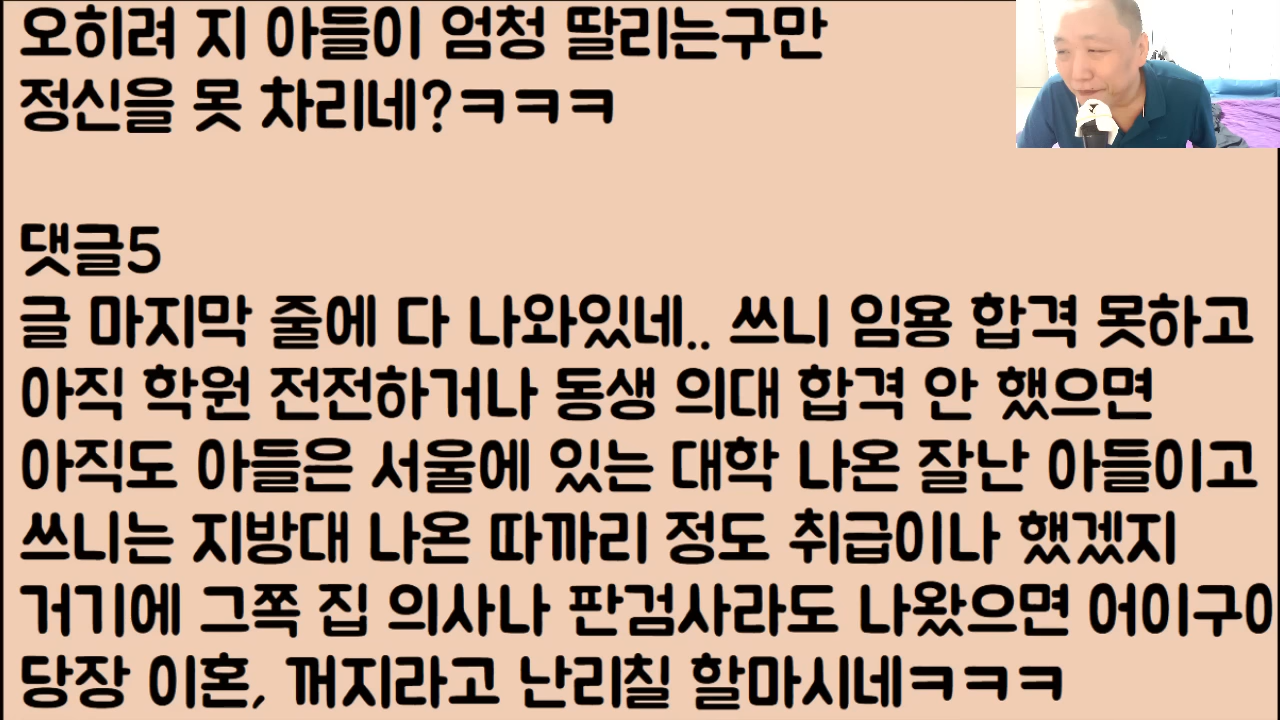 오히려 지 아들이 엄청 딸리는구만
정신을 못 차리네?ㅋㅋㅋ
댓글5
글 마지막 줄에 다 나와있네.. 쓰니 임용 합격 못하고
아직 학원 전전하거나 동생 의대 합격 안 했으면
아직도 아들은 서울에 있는 대학 나온 잘난 아들이고
쓰니는 지방대 나온 따까리 정도 취급이나 했겠지
거기에 그쪽 집 의사나 판검사라도 나왔으면 어이구
당장 이혼, 꺼지라고 난리칠 할마시네ㅋㅋㅋ